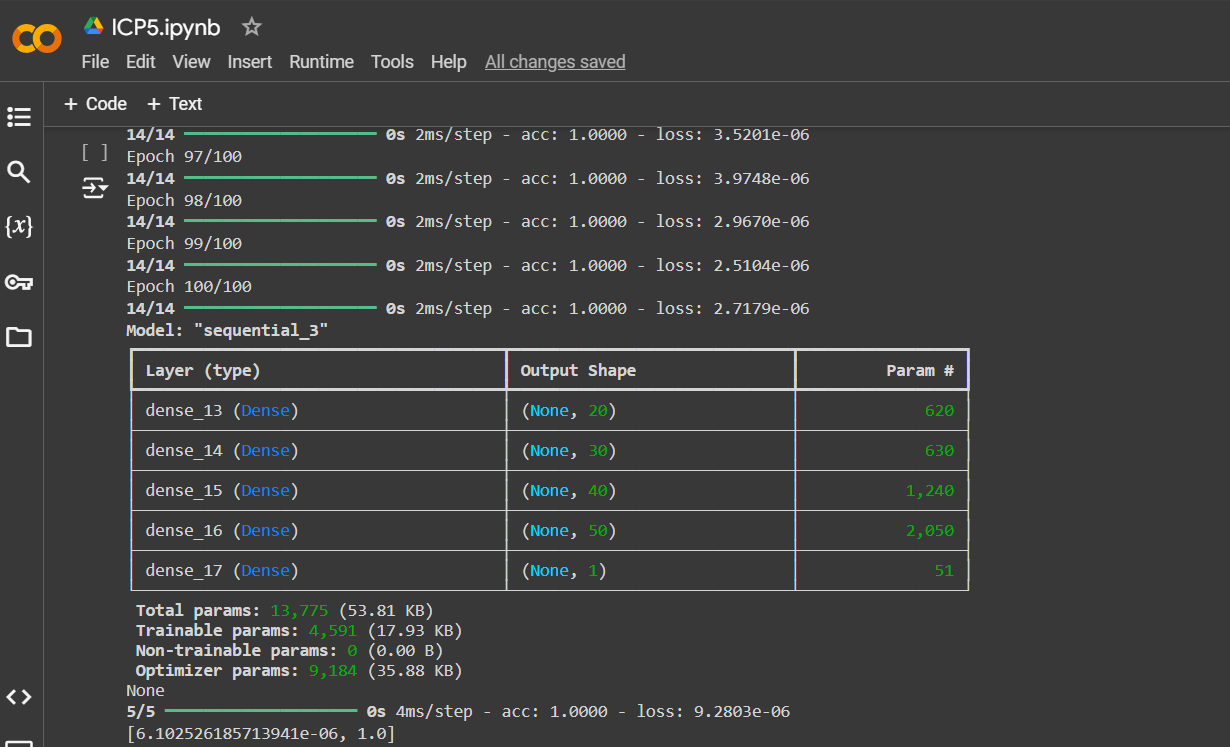 ICP5.ipynb
File Edit View Insert Runtime Tools Help All changes saved
+ Code + Text
14/14 ━━━━━━━━━━━━━━━━━━━━ 0s 2ms/step - acc: 1.0000 - loss: 3.5201e-06
[ ] Epoch 97/100
14/14 ━━━━━━━━━━━━━━━━━━━━ 0s 2ms/step - acc: 1.0000 - loss: 3.9748e-06
Epoch 98/100
14/14 ━━━━━━━━━━━━━━━━━━━━ 0s 2ms/step - acc: 1.0000 - loss: 2.9670e-06
Epoch 99/100
14/14 ━━━━━━━━━━━━━━━━━━━━ 0s 2ms/step - acc: 1.0000 - loss: 2.5104e-06
Epoch 100/100
14/14 ━━━━━━━━━━━━━━━━━━━━ 0s 2ms/step - acc: 1.0000 - loss: 2.7179e-06
Model: "sequential_3"
Layer (type) Output Shape Param #
dense_13 (Dense) (None, 20) 620
dense_14 (Dense) (None, 30) 630
dense_15 (Dense) (None, 40) 1,240
dense_16 (Dense) (None, 50) 2,050
dense_17 (Dense) (None, 1) 51
Total params: 13,775 (53.81 KB)
Trainable params: 4,591 (17.93 KB)
Non-trainable params: 0 (0.00 B)
Optimizer params: 9,184 (35.88 KB)
None
5/5 ━━━━━━━━━━━━━━━━━━━━ 0s 4ms/step - acc: 1.0000 - loss: 9.2803e-06
[6.102526185713941e-06, 1.0]
{x}
<>